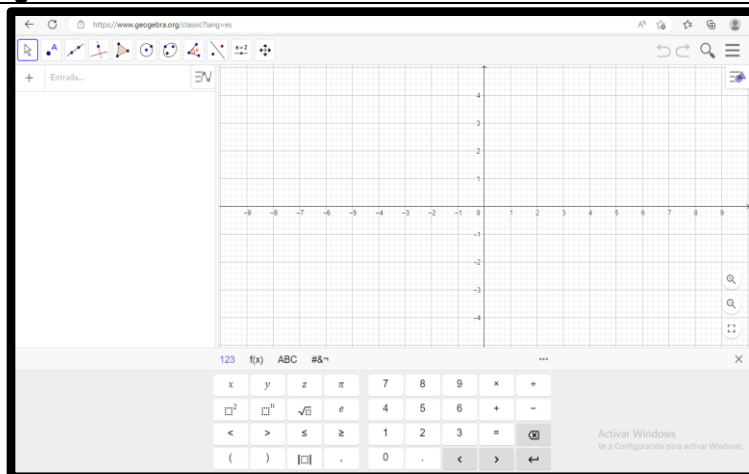 https://www.geogebra.org/classic?lang=es
A
a=2
+ Entrada...
4
3
2
1
-9 -8 -7 -6 -5 -4 -3 -2 -1 0 1 2 3 4 5 6 7 8 9
-1
-2
-3
-4
123 f(x) ABC #&¬ ...
x y z π 7 8 9 × ÷
□² □ⁿ √□ e 4 5 6 + −
< > ≤ ≥ 1 2 3 =
( ) |□| , 0 . < >
Activar Windows
Ve a Configuración para activar Windows.